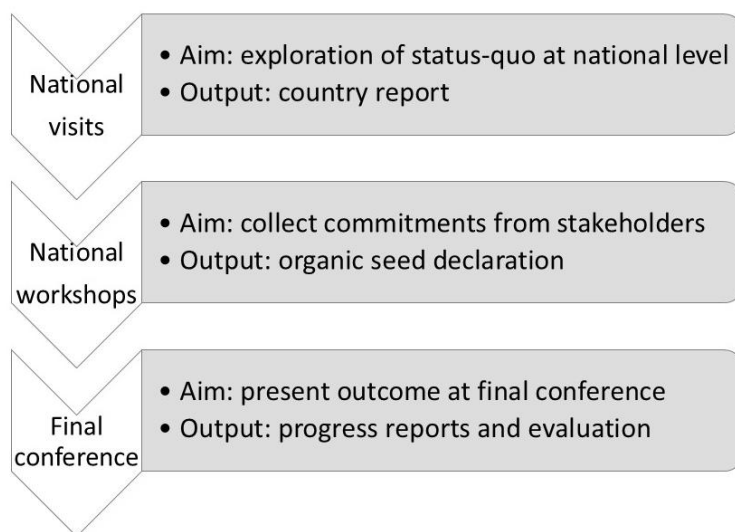 National
visits
• Aim: exploration of status-quo at national level
• Output: country report
National
workshops
• Aim: collect commitments from stakeholders
• Output: organic seed declaration
Final
conference
• Aim: present outcome at final conference
• Output: progress reports and evaluation